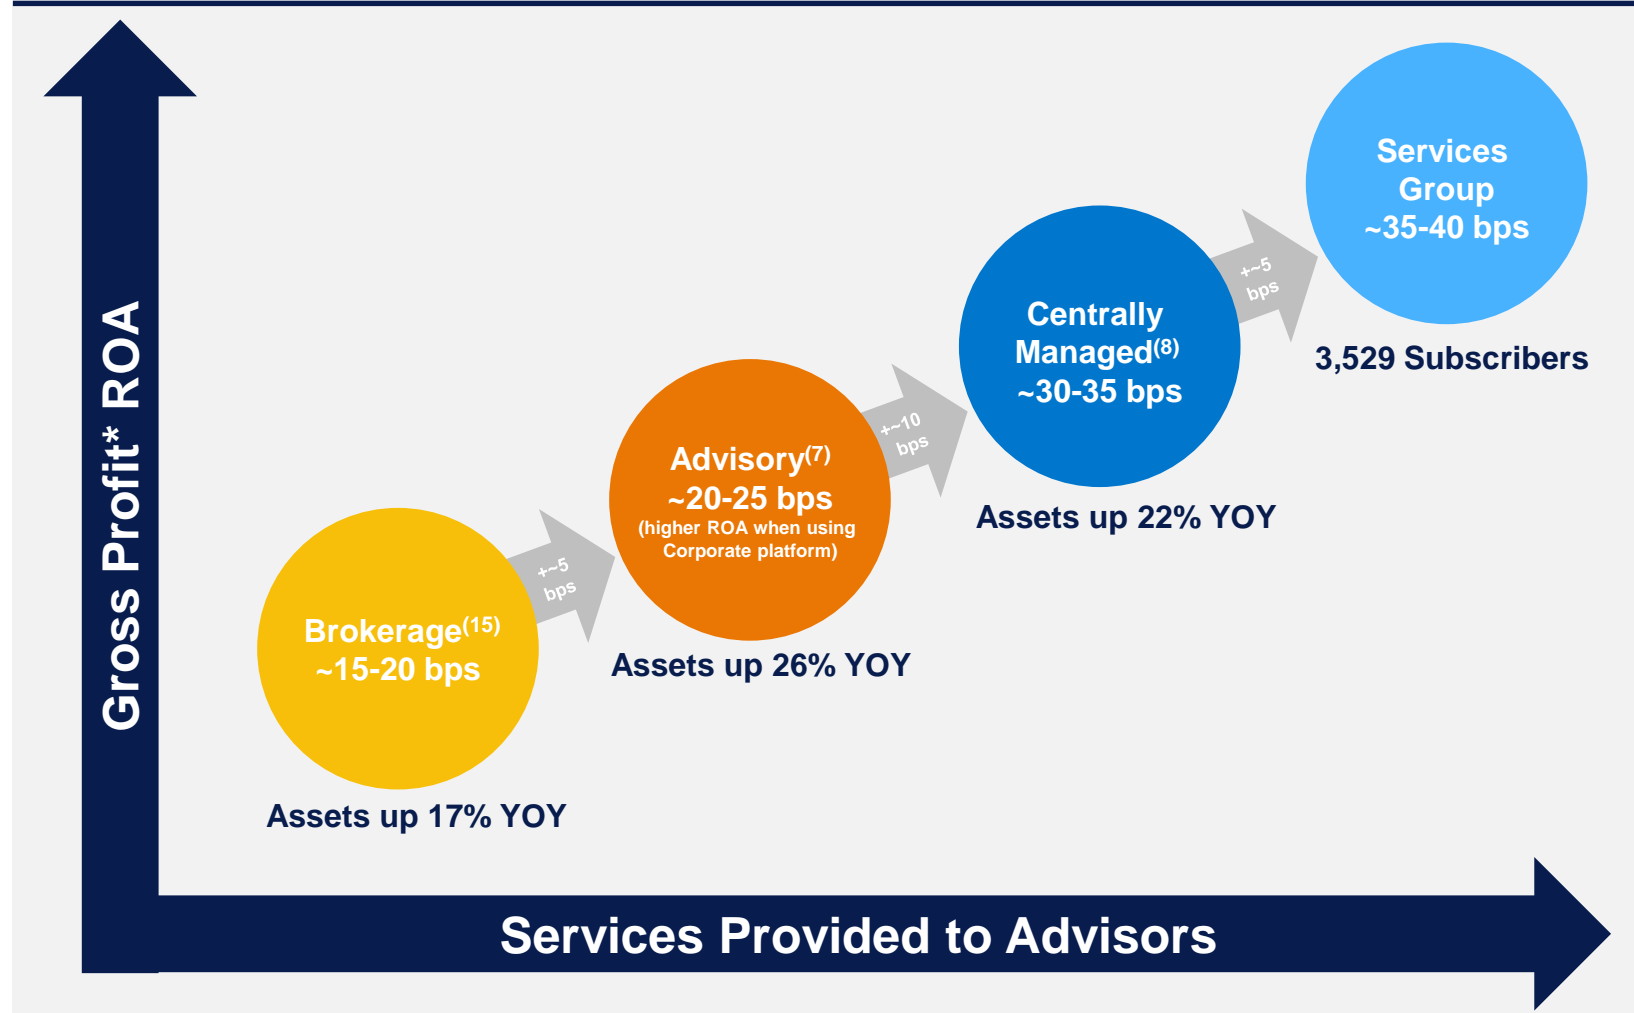 Gross Profit* ROA
Services
Group
~35-40 bps
3,529 Subscribers
+~5
bps
Centrally
Managed(8)
~30-35 bps
Assets up 22% YOY
+~10
bps
Advisory(7)
~20-25 bps
(higher ROA when using
Corporate platform)
Assets up 26% YOY
+~5
bps
Brokerage(15)
~15-20 bps
Assets up 17% YOY
Services Provided to Advisors